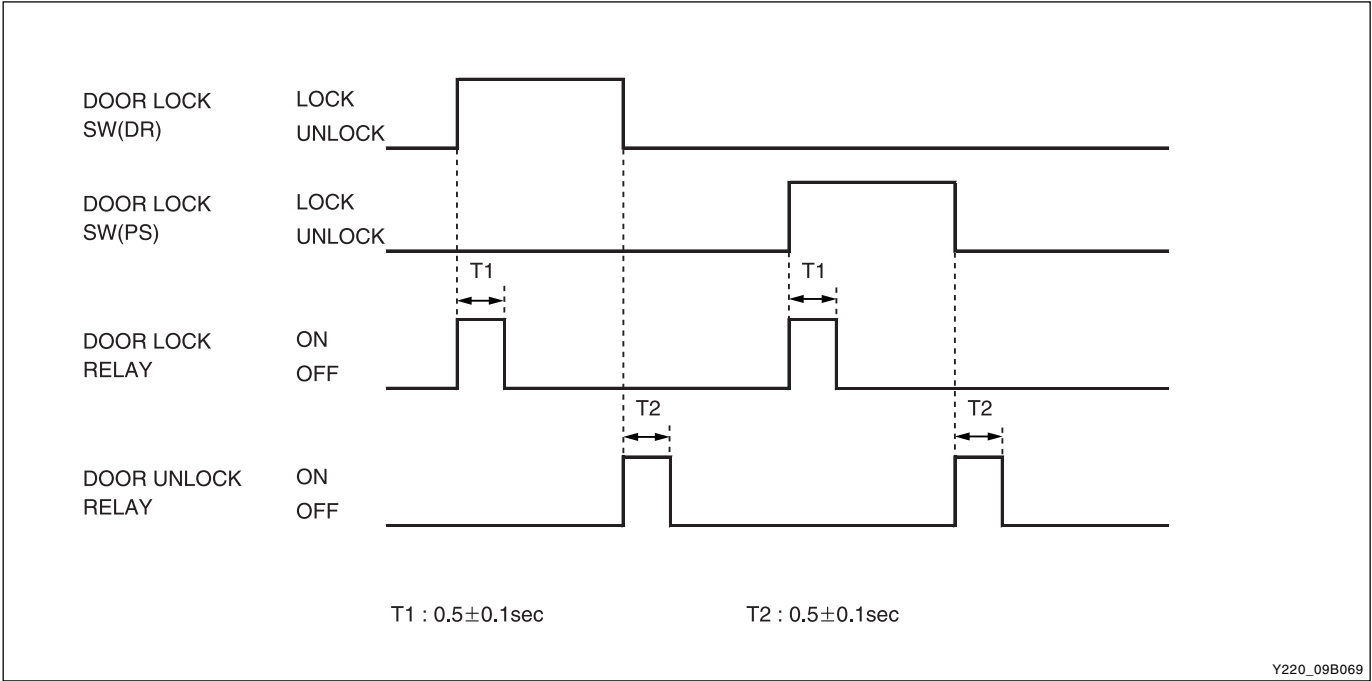 DOOR LOCK
SW(DR)
LOCK
UNLOCK
DOOR LOCK
SW(PS)
LOCK
UNLOCK
T1
T1
DOOR LOCK
RELAY
ON
OFF
T2
T2
DOOR UNLOCK
RELAY
ON
OFF
T1 : 0.5±0.1sec
T2 : 0.5±0.1sec
Y220_09B069